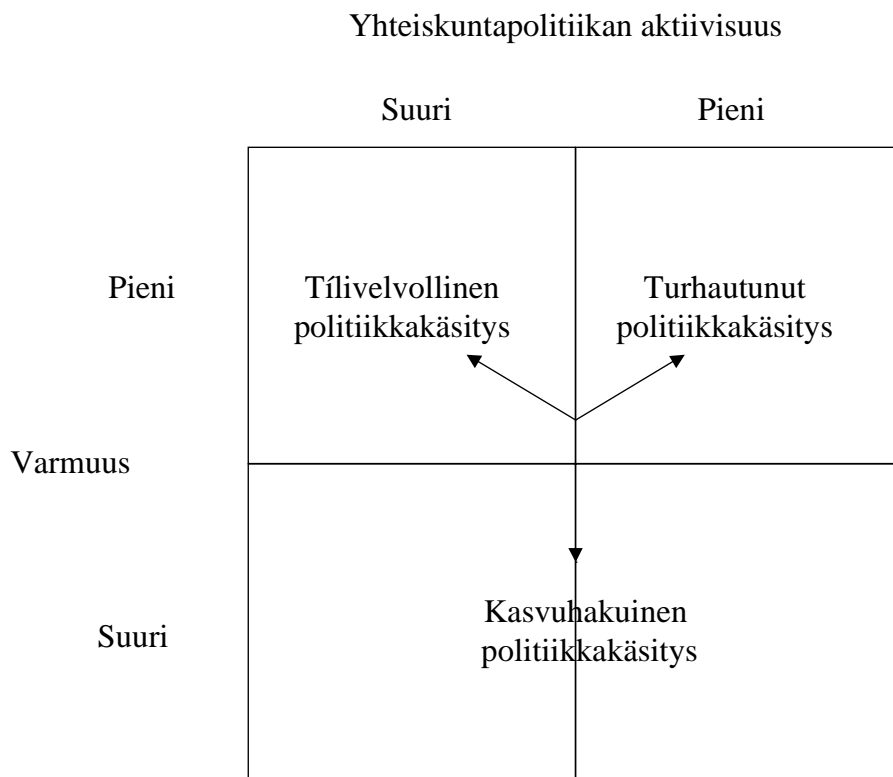 Yhteiskuntapolitiikan aktiivisuus
Suuri Pieni
Pieni
Tílivelvollinen
politiikkakäsitys
Turhautunut
politiikkakäsitys
Varmuus
Suuri
Kasvuhakuinen
politiikkakäsitys